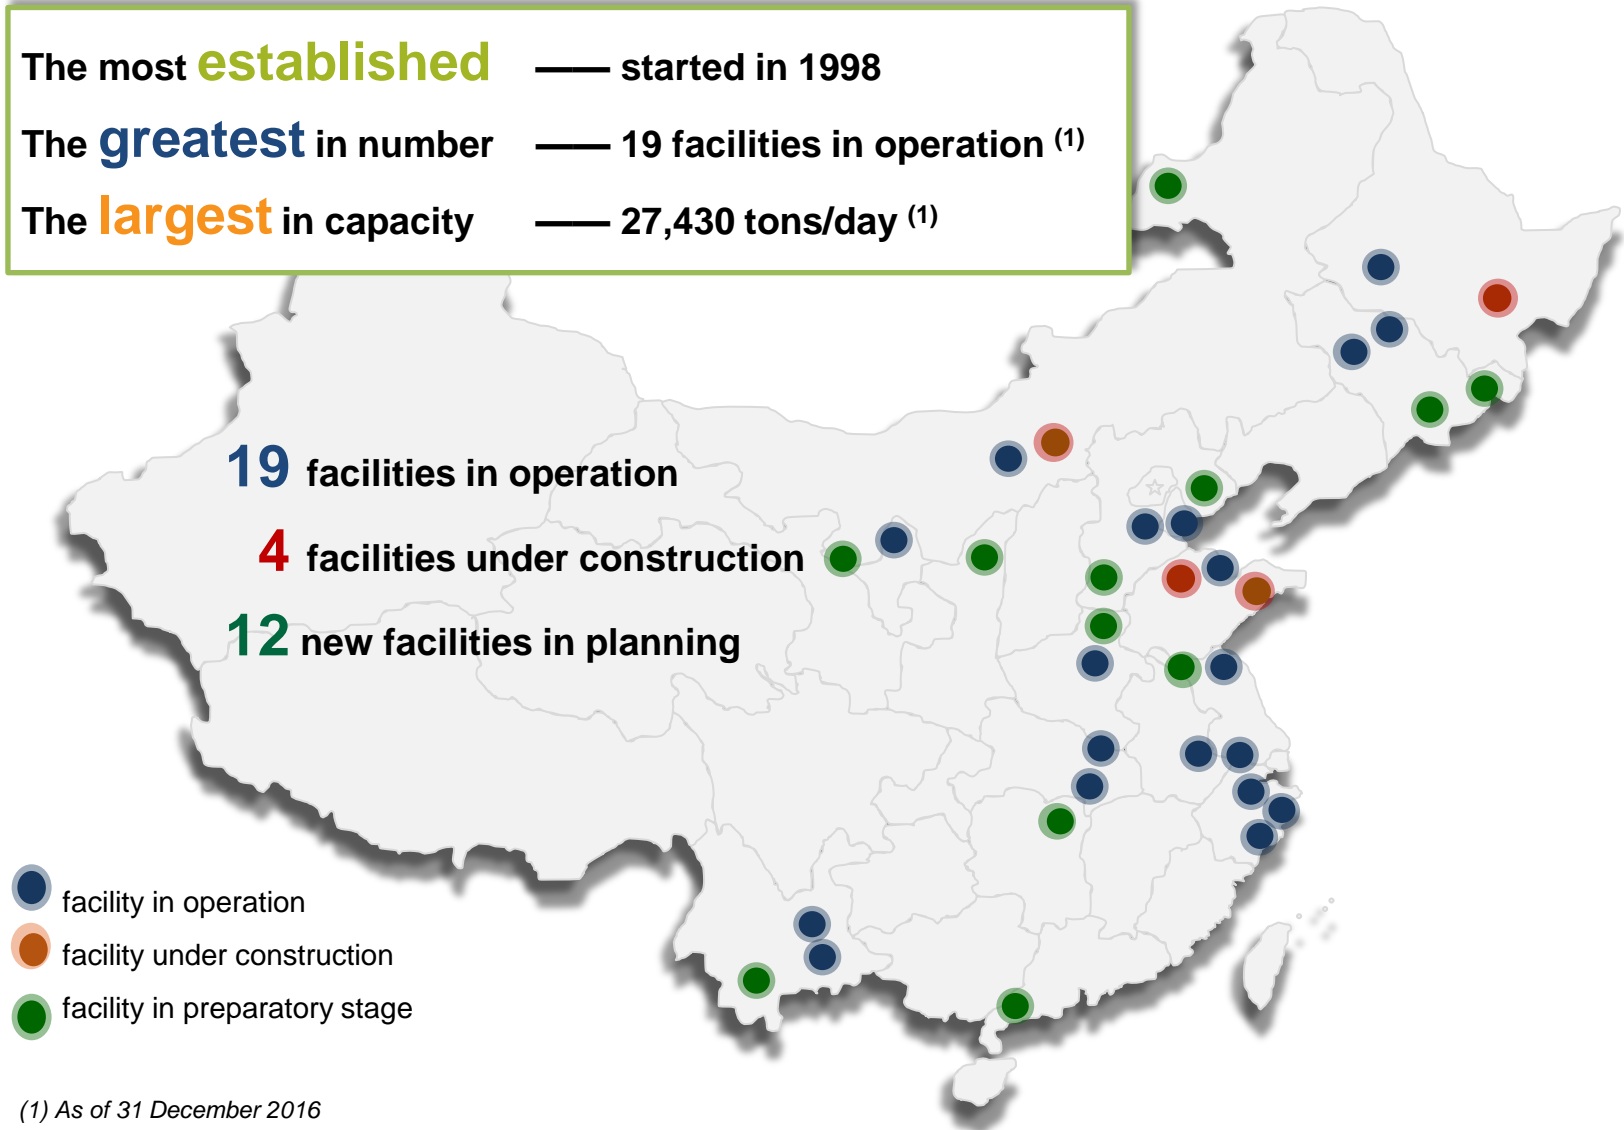 The most established —— started in 1998
The greatest in number —— 19 facilities in operation (1)
The largest in capacity —— 27,430 tons/day (1)
19 facilities in operation
4 facilities under construction
12 new facilities in planning
facility in operation
facility under construction
facility in preparatory stage
(1) As of 31 December 2016